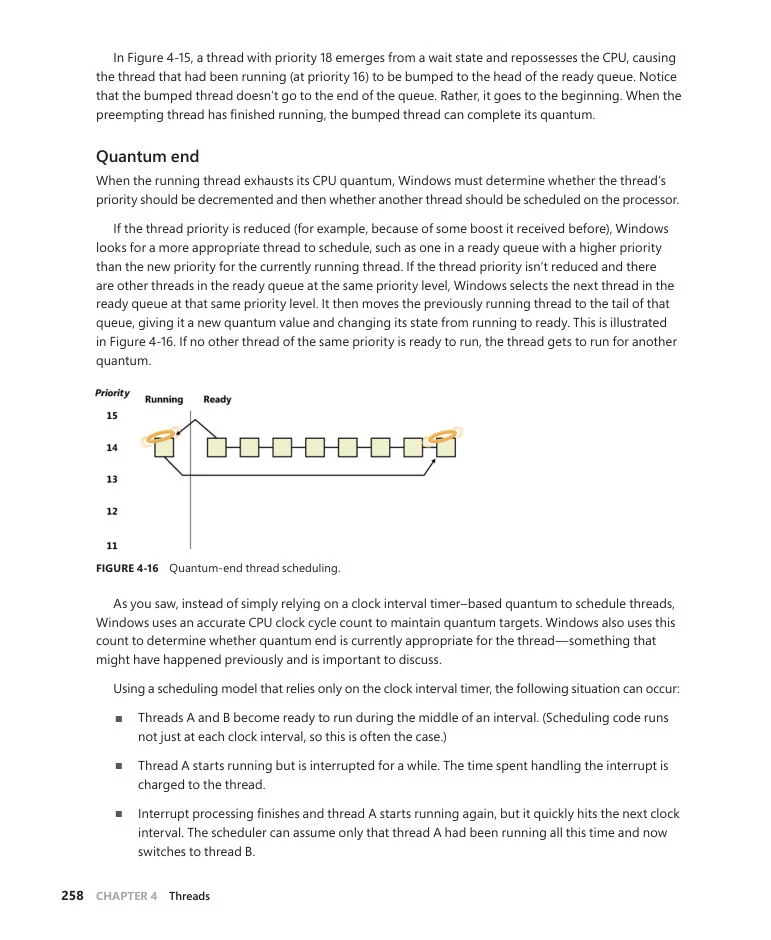 In Figure 4-15, a thread with priority 18 emerges from a wait state and repossesses the CPU, causing
the thread that had been running (at priority 16) to be bumped to the head of the ready queue. Notice
that the bumped thread doesn’t go to the end of the queue. Rather, it goes to the beginning. When the
preempting thread has finished running, the bumped thread can complete its quantum.
Quantum end
When the running thread exhausts its CPU quantum, Windows must determine whether the thread’s
priority should be decremented and then whether another thread should be scheduled on the processor.
If the thread priority is reduced (for example, because of some boost it received before), Windows
looks for a more appropriate thread to schedule, such as one in a ready queue with a higher priority
than the new priority for the currently running thread. If the thread priority isn’t reduced and there
are other threads in the ready queue at the same priority level, Windows selects the next thread in the
ready queue at that same priority level. It then moves the previously running thread to the tail of that
queue, giving it a new quantum value and changing its state from running to ready. This is illustrated
in Figure 4-16. If no other thread of the same priority is ready to run, the thread gets to run for another
quantum.
Priority Running Ready
15
14
13
12
11
FIGURE 4-16 Quantum-end thread scheduling.
As you saw, instead of simply relying on a clock interval timer–based quantum to schedule threads,
Windows uses an accurate CPU clock cycle count to maintain quantum targets. Windows also uses this
count to determine whether quantum end is currently appropriate for the thread—something that
might have happened previously and is important to discuss.
Using a scheduling model that relies only on the clock interval timer, the following situation can occur:
■ Threads A and B become ready to run during the middle of an interval. (Scheduling code runs
not just at each clock interval, so this is often the case.)
■ Thread A starts running but is interrupted for a while. The time spent handling the interrupt is
charged to the thread.
■ Interrupt processing finishes and thread A starts running again, but it quickly hits the next clock
interval. The scheduler can assume only that thread A had been running all this time and now
switches to thread B.
258 CHAPTER 4 Threads